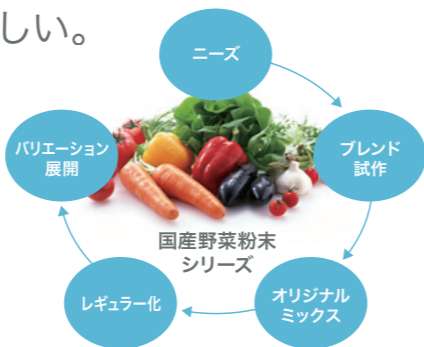 しい。
ニーズ
ブレンド
試作
オリジナル
ミックス
レギュラー化
バリエーション
展開
国産野菜粉末
シリーズ